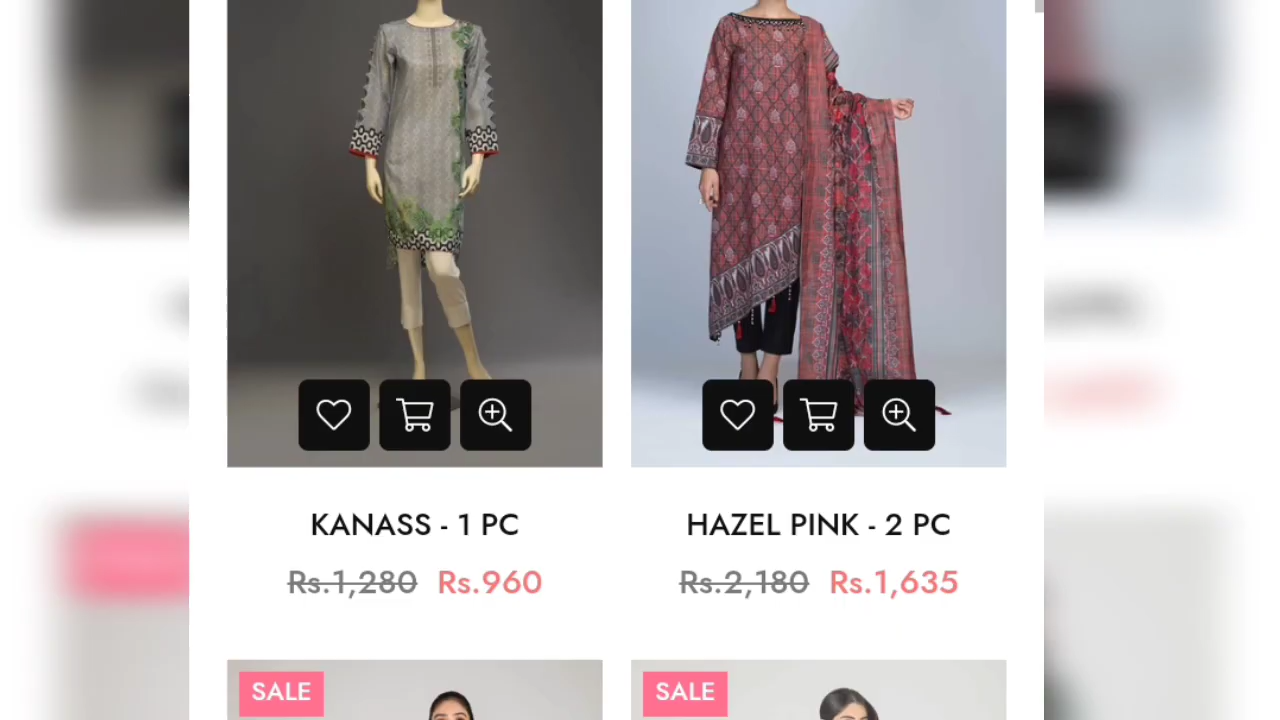 KANASS - 1 PC
Rs.1,280 Rs.960
HAZEL PINK - 2 PC
Rs.2,180 Rs.1,635
SALE
SALE